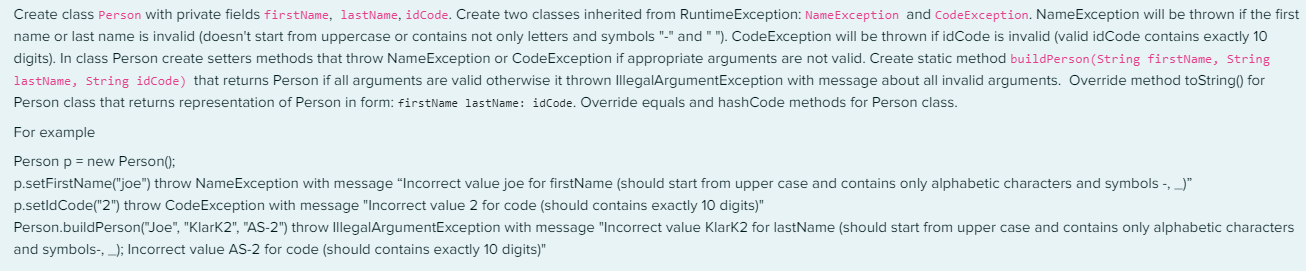 Create class Person with private fields firstName, lastName, idCode. Create two classes inherited from RuntimeException: NameException and CodeException. NameException will be thrown if the first
name or last name is invalid (doesn't start from uppercase or contains not only letters and symbols "-" and " "). CodeException will be thrown if idCode is invalid (valid idCode contains exactly 10
digits). In class Person create setters methods that throw NameException or CodeException if appropriate arguments are not valid. Create static method buildPerson(String firstName, String
lastName, String idCode) that returns Person if all arguments are valid otherwise it thrown IllegalArgumentException with message about all invalid arguments. Override method toString() for
Person class that returns representation of Person in form: firstName lastName: idCode. Override equals and hashCode methods for Person class.
For example
Person p = new Person();
p.setFirstName("joe") throw NameException with message “Incorrect value joe for firstName (should start from upper case and contains only alphabetic characters and symbols -, _)”
p.setIdCode("2") throw CodeException with message "Incorrect value 2 for code (should contains exactly 10 digits)"
Person.buildPerson("Joe", "KlarK2", "AS-2") throw IllegalArgumentException with message "Incorrect value KlarK2 for lastName (should start from upper case and contains only alphabetic characters
and symbols-, _); Incorrect value AS-2 for code (should contains exactly 10 digits)"